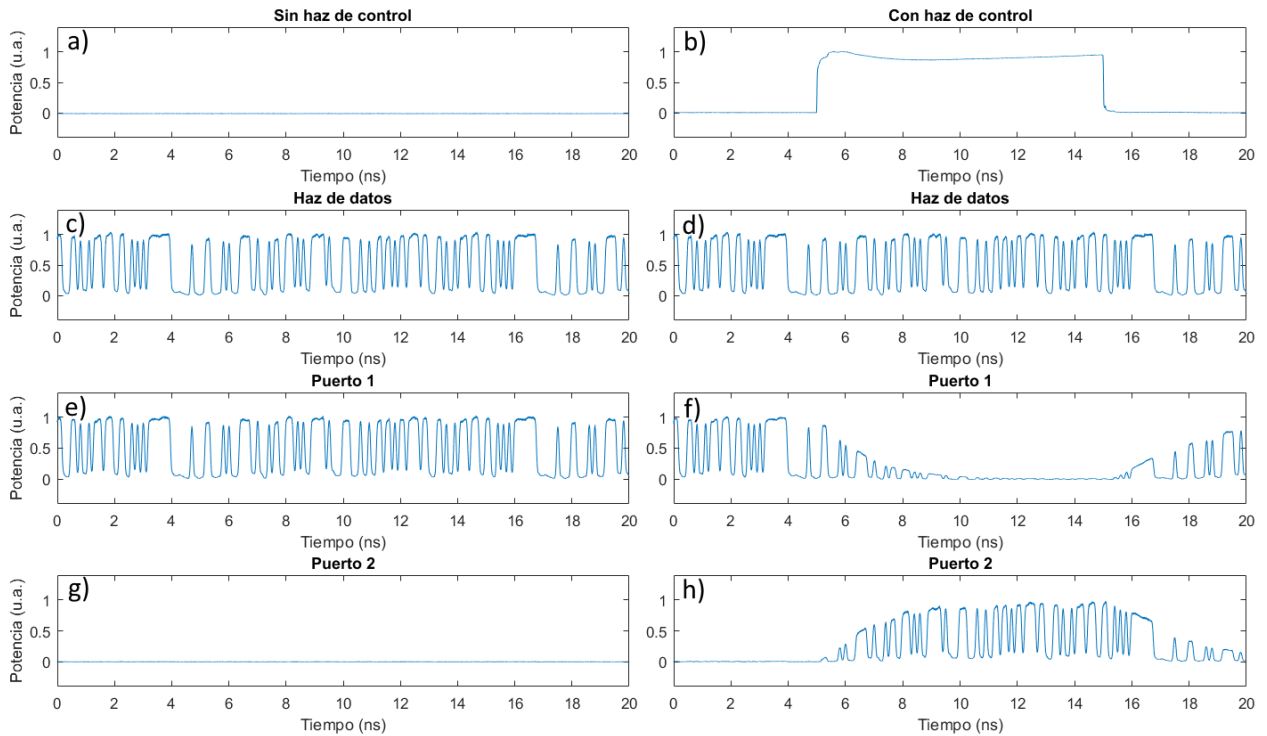 Sin haz de control
a)
Potencia (u.a.)
1
0.5
0
0 2 4 6 8 10 12 14 16 18 20
Tiempo (ns)
Con haz de control
b)
Potencia (u.a.)
1
0.5
0
0 2 4 6 8 10 12 14 16 18 20
Tiempo (ns)
Haz de datos
c)
Potencia (u.a.)
1
0.5
0
0 2 4 6 8 10 12 14 16 18 20
Tiempo (ns)
Haz de datos
d)
1
0.5
0
0 2 4 6 8 10 12 14 16 18 20
Tiempo (ns)
Puerto 1
e)
Potencia (u.a.)
1
0.5
0
0 2 4 6 8 10 12 14 16 18 20
Tiempo (ns)
Puerto 1
f)
1
0.5
0
0 2 4 6 8 10 12 14 16 18 20
Tiempo (ns)
Puerto 2
g)
Potencia (u.a.)
1
0.5
0
0 2 4 6 8 10 12 14 16 18 20
Tiempo (ns)
Puerto 2
h)
1
0.5
0
0 2 4 6 8 10 12 14 16 18 20
Tiempo (ns)